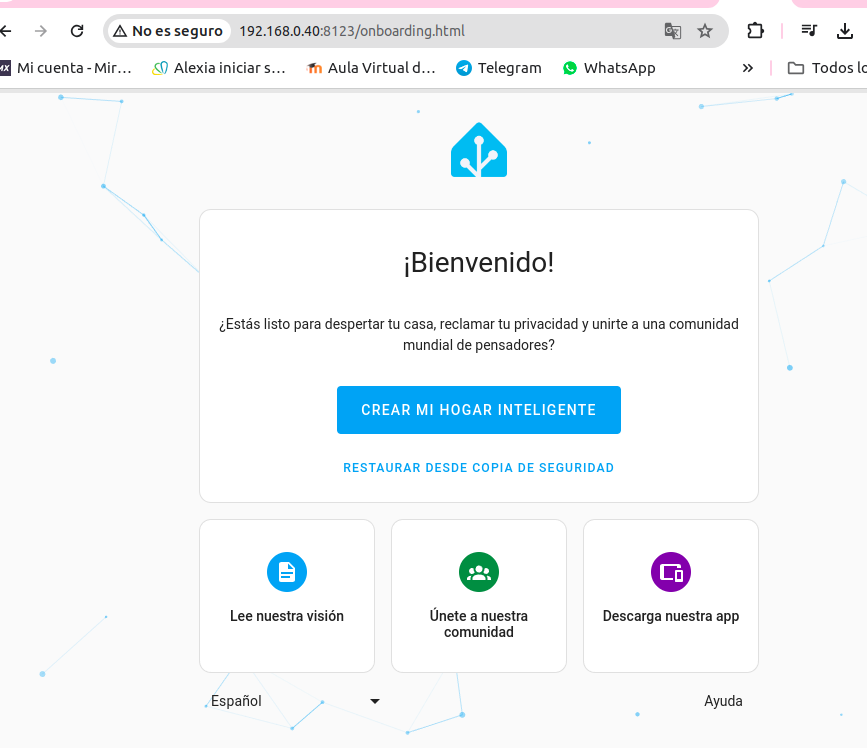 No es seguro 192.168.0.40:8123/onboarding.html
Mi cuenta - Mir... Alexia iniciar s... Aula Virtual d... Telegram WhatsApp » Todos lo
¡Bienvenido!
¿Estás listo para despertar tu casa, reclamar tu privacidad y unirte a una comunidad
mundial de pensadores?
CREAR MI HOGAR INTELIGENTE
RESTAURAR DESDE COPIA DE SEGURIDAD
Lee nuestra visión
Únete a nuestra
comunidad
Descarga nuestra app
Español
Ayuda